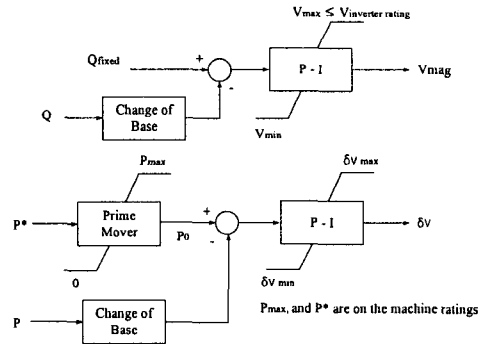 Vmax ≤ Vinverter rating
Qfixed
+
-
P - I
Vmag
Q
Change of
Base
Vmin
Pmax
δV max
P*
Prime
Mover
P0
+
-
P - I
δV
0
δV min
P
Change of
Base
Pmax, and P* are on the machine ratings